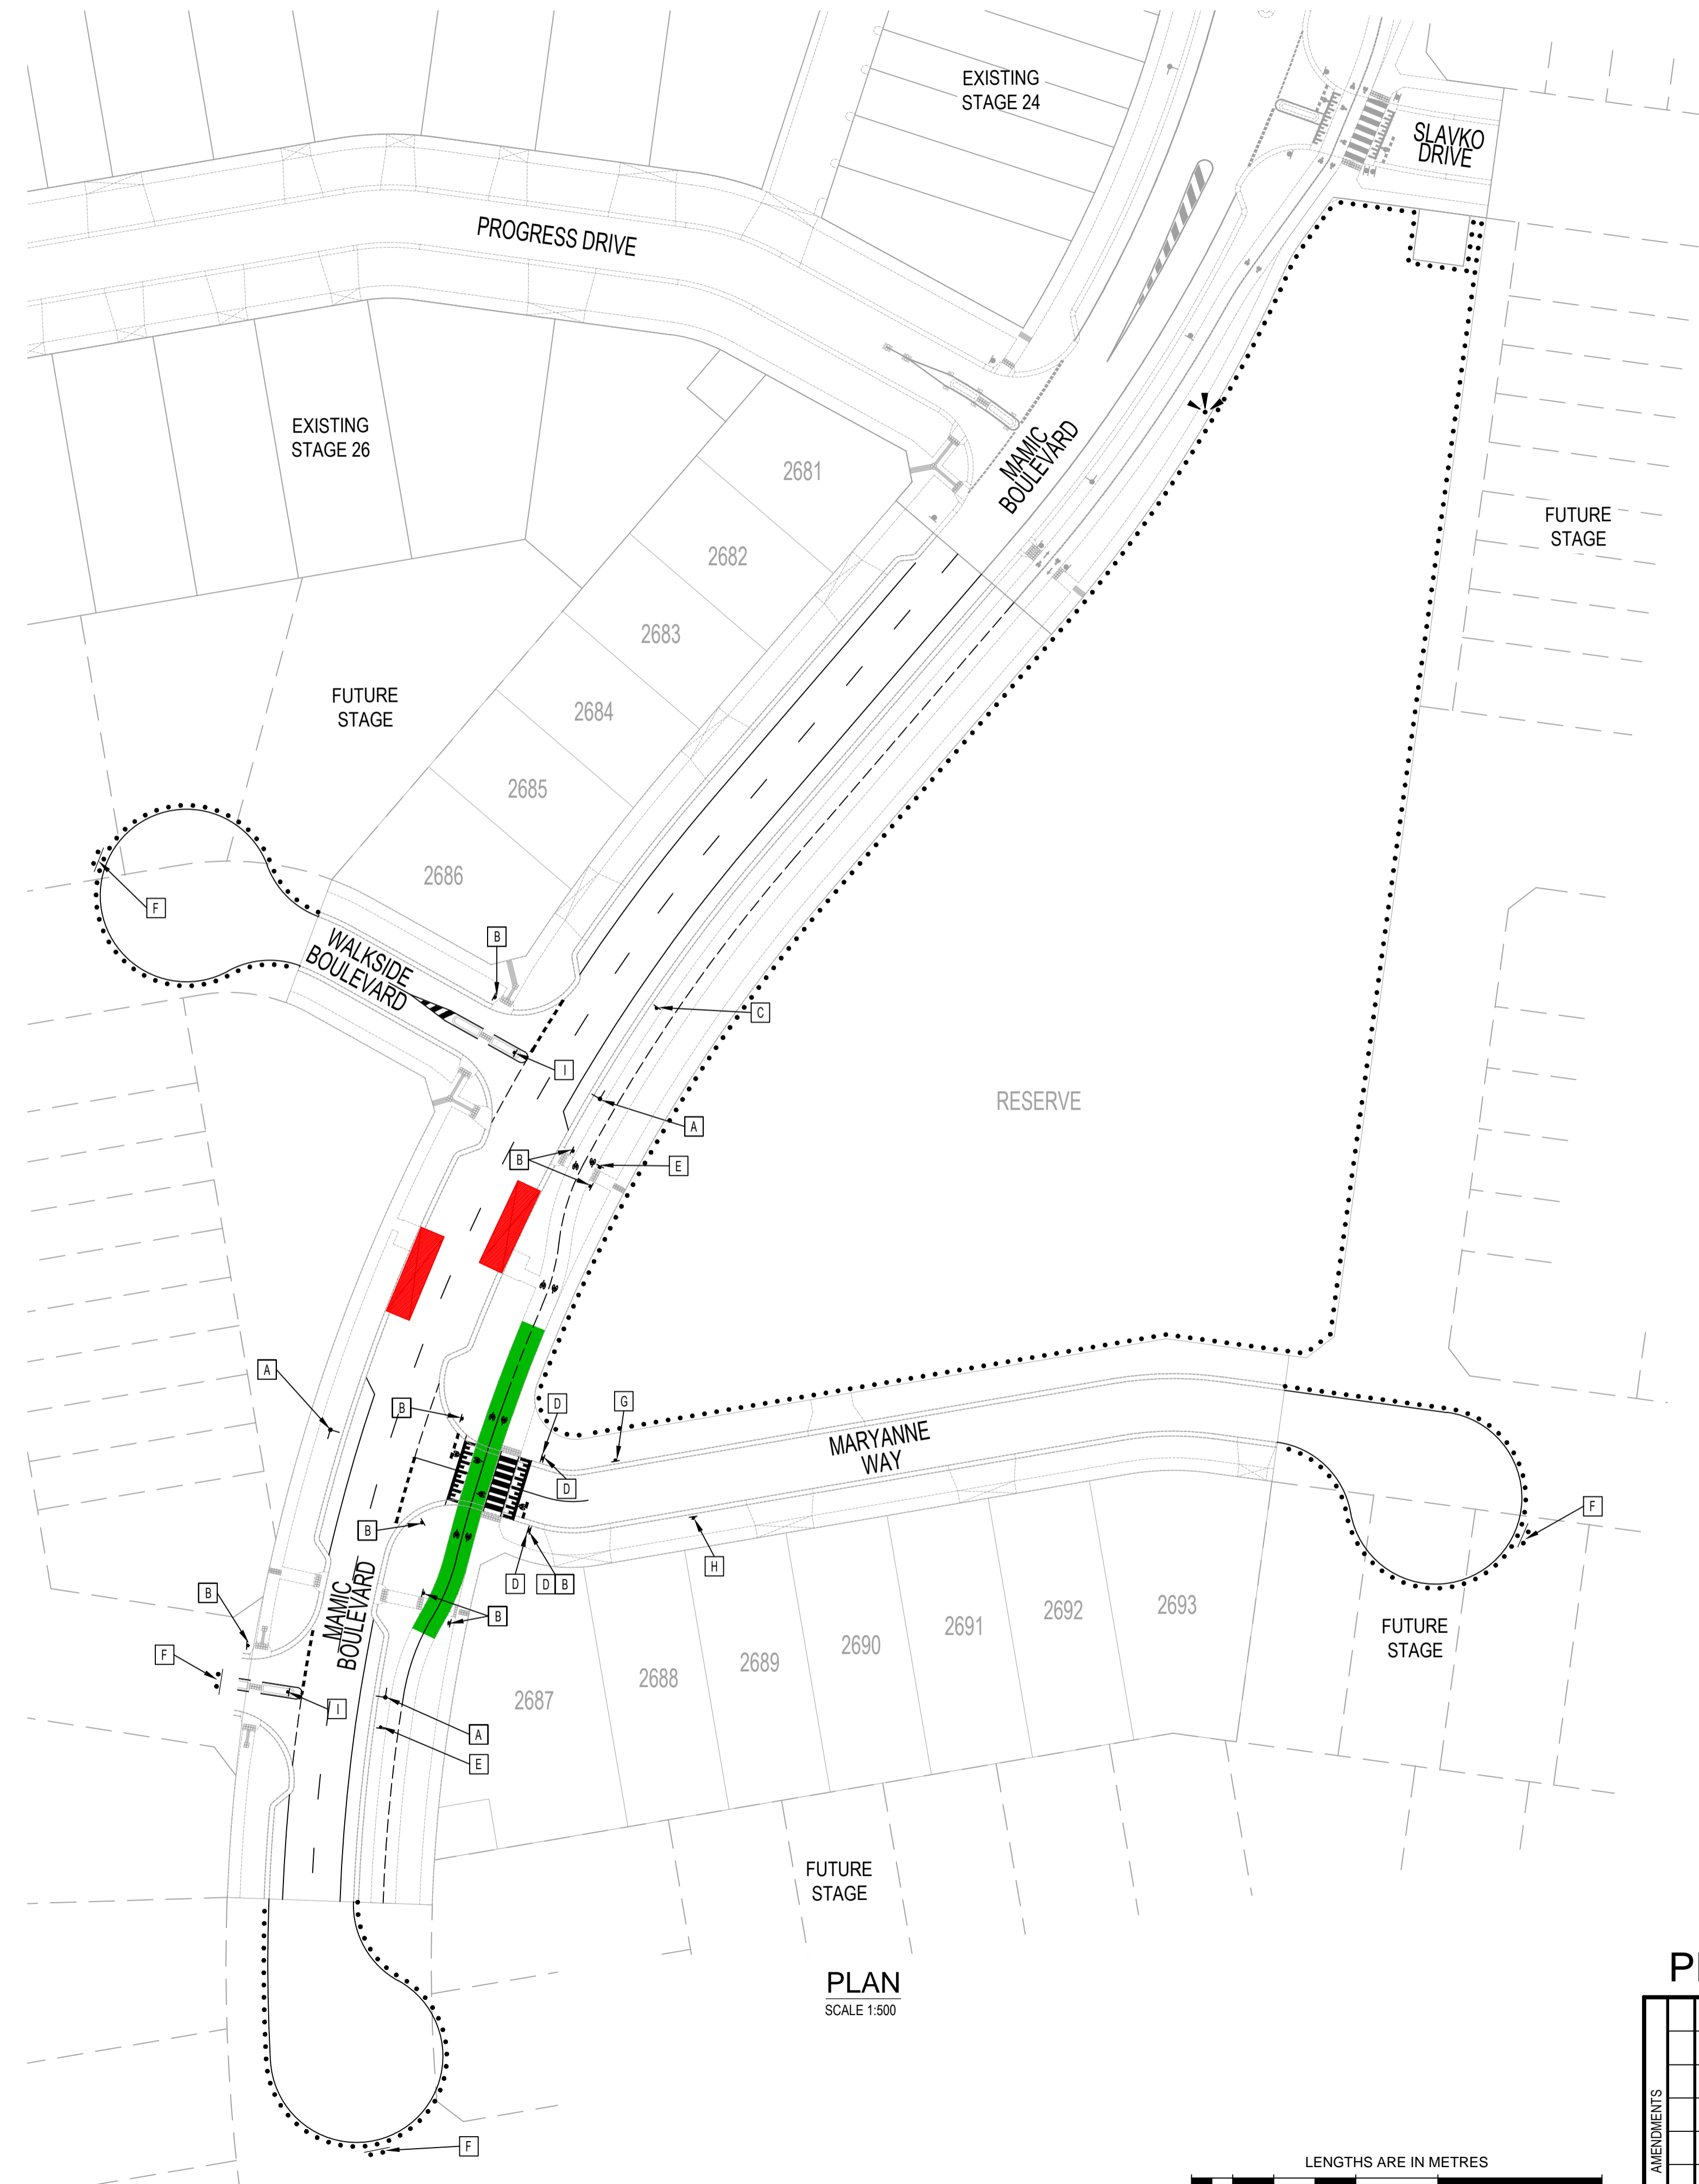 EXISTING
STAGE 24
SLAVKO
DRIVE
PROGRESS DRIVE
EXISTING
STAGE 26
MAMIC
BOULEVARD
2681
FUTURE
STAGE
2682
2683
FUTURE
STAGE
2684
2685
2686
F
B
WALKSIDE
BOULEVARD
C
I
RESERVE
A
B
E
A
B
D
G
MARYANNE
WAY
D
F
B
H
D
D
B
B
MAMIC
BOULEVARD
B
2693
2692
2691
2690
2689
2688
2687
FUTURE
STAGE
F
I
A
E
FUTURE
STAGE
PLAN
SCALE 1:500
AMENDMENTS
F
LENGTHS ARE IN METRES